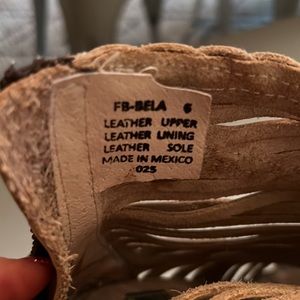 FB-BELA 6
LEATHER UPPER
LEATHER LINING
LEATHER SOLE
MADE IN MEXICO
025